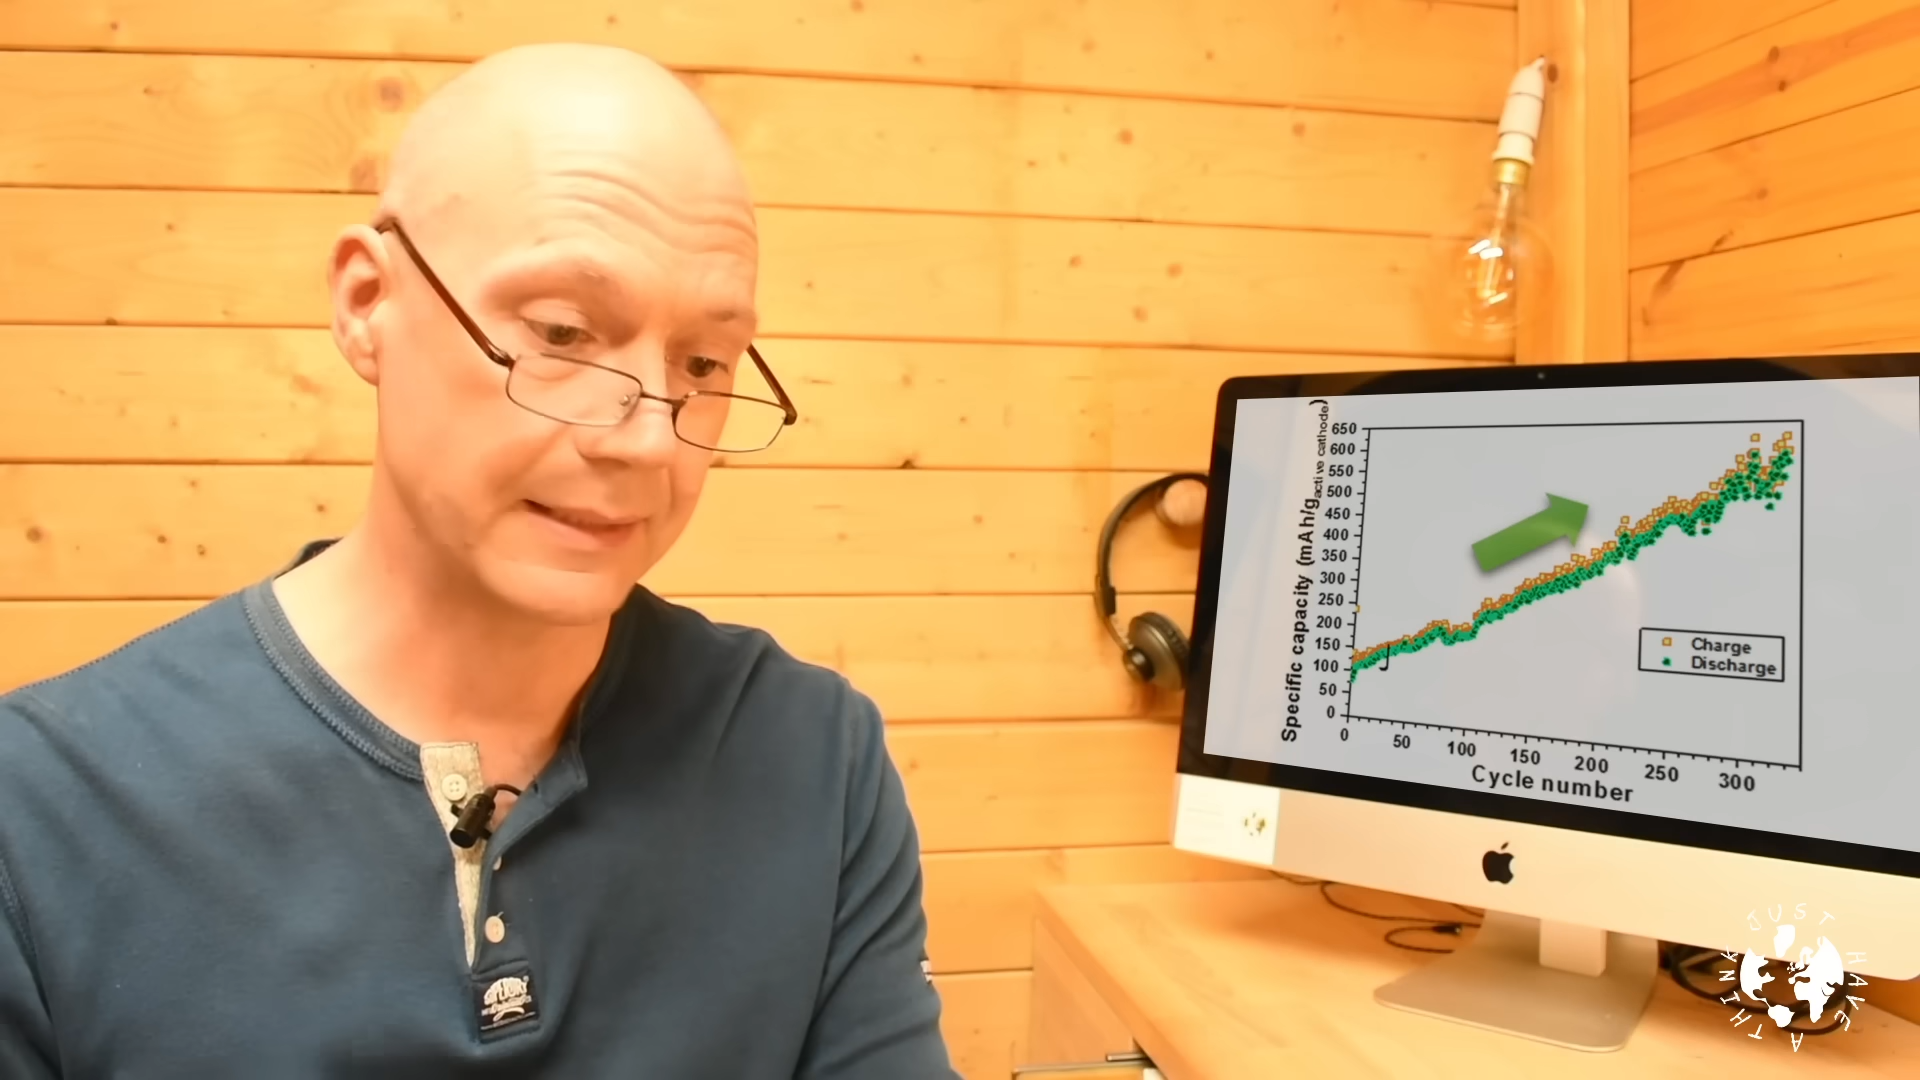 Specific capacity (mAh/gactive cathode)
650
600
550
500
450
400
350
300
250
200
150
100
50
0
0 50 100 150 200 250 300
Cycle number
Charge
Discharge
JUST HAVE A THINK